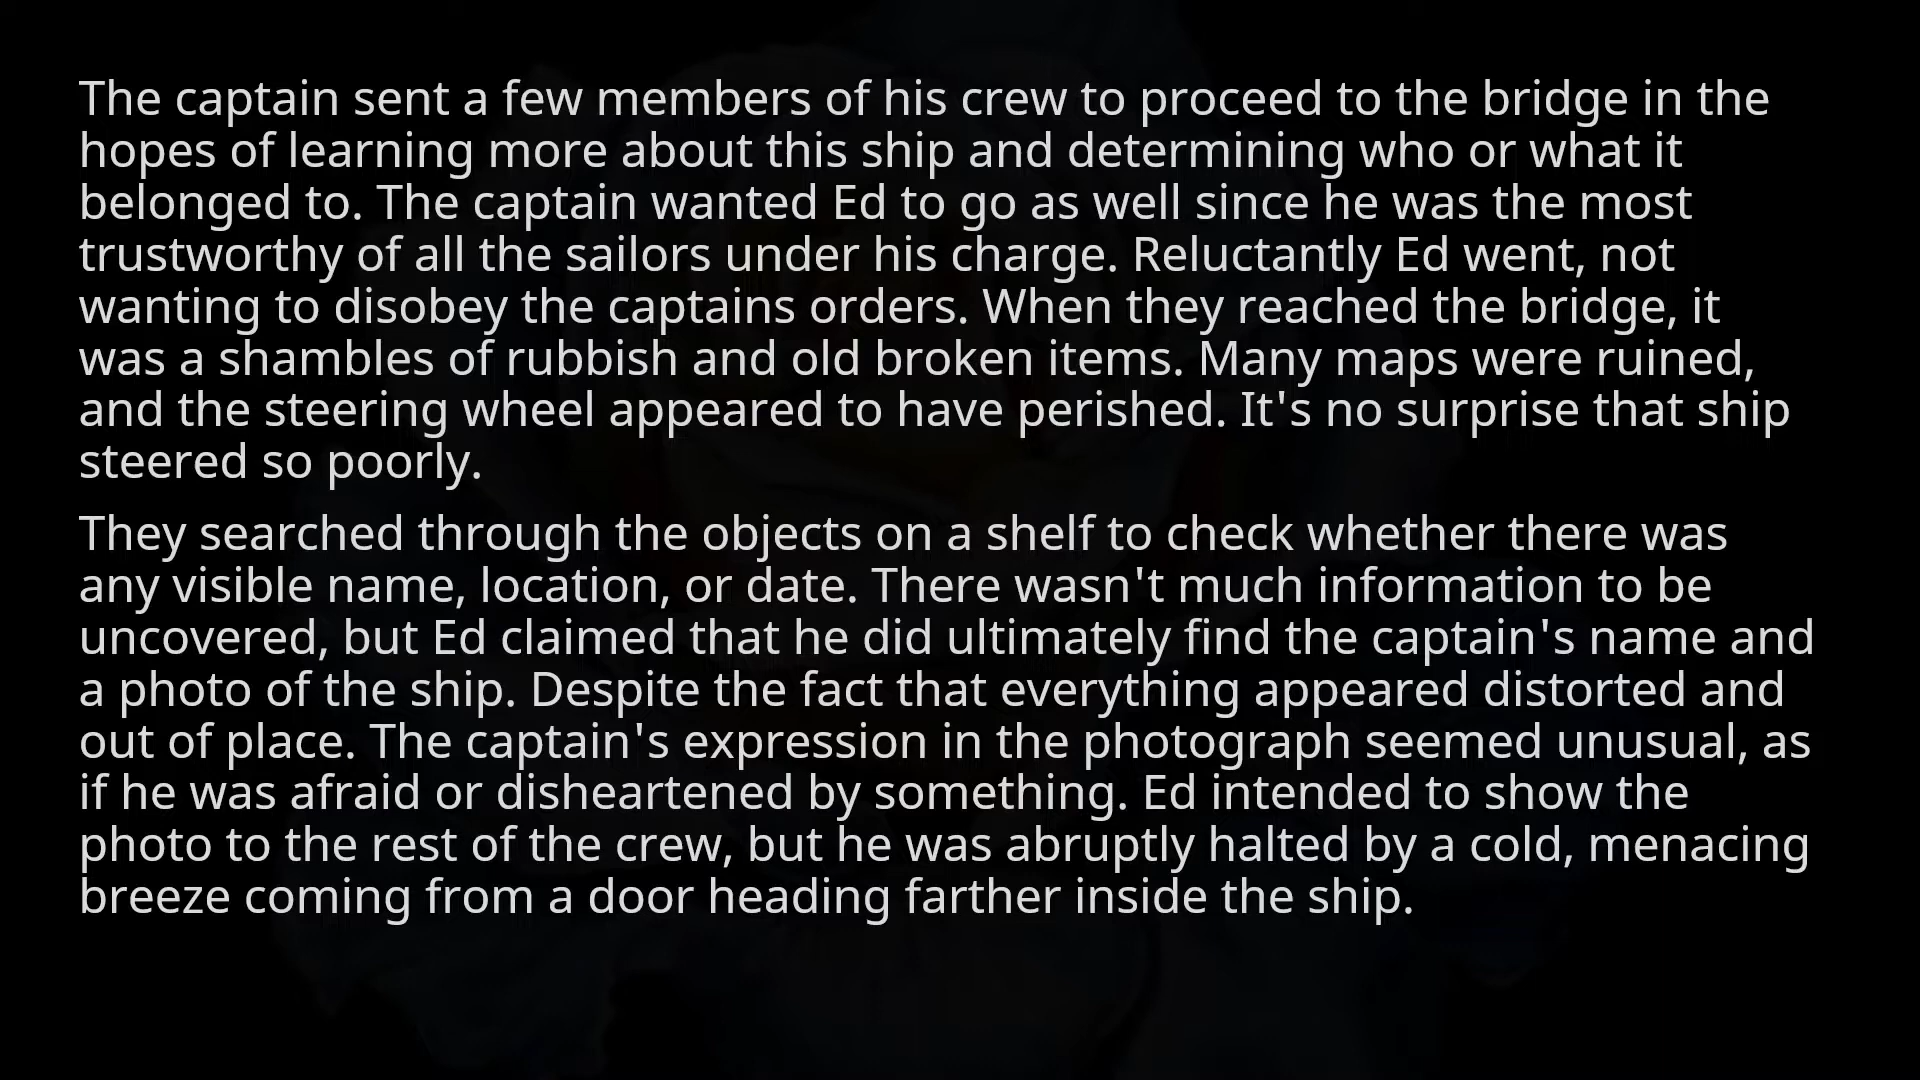 The captain sent a few members of his crew to proceed to the bridge in the
hopes of learning more about this ship and determining who or what it
belonged to. The captain wanted Ed to go as well since he was the most
trustworthy of all the sailors under his charge. Reluctantly Ed went, not
wanting to disobey the captains orders. When they reached the bridge, it
was a shambles of rubbish and old broken items. Many maps were ruined,
and the steering wheel appeared to have perished. It's no surprise that ship
steered so poorly.
They searched through the objects on a shelf to check whether there was
any visible name, location, or date. There wasn't much information to be
uncovered, but Ed claimed that he did ultimately find the captain's name and
a photo of the ship. Despite the fact that everything appeared distorted and
out of place. The captain's expression in the photograph seemed unusual, as
if he was afraid or disheartened by something. Ed intended to show the
photo to the rest of the crew, but he was abruptly halted by a cold, menacing
breeze coming from a door heading farther inside the ship.